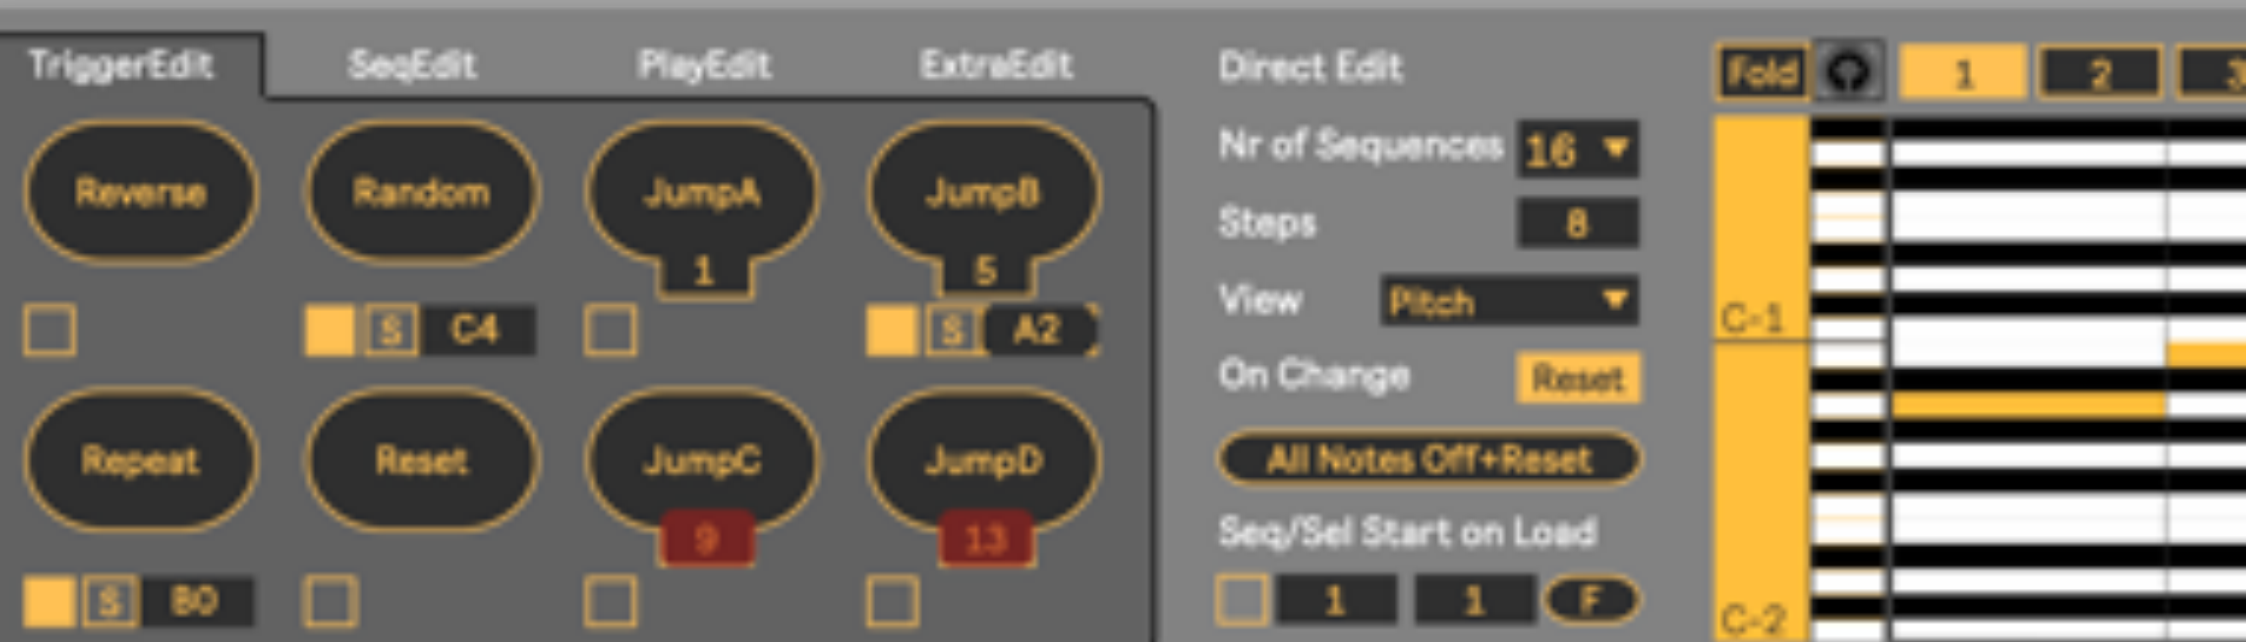 TriggerEdit SeqEdit PlayEdit ExtraEdit Direct Edit Fold 1 2 3
Reverse Random JumpA JumpB Nr of Sequences 16
1 5 Steps 8
S C4 S A2 View Pitch C-1
Repeat Reset JumpC JumpD On Change Reset
9 13 All Notes Off+Reset
Seq/Sel Start on Load
S B0 1 1 F C-2